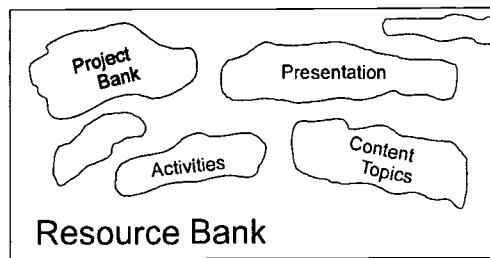 Project
Bank
Presentation
Activities
Content
Topics
Resource Bank